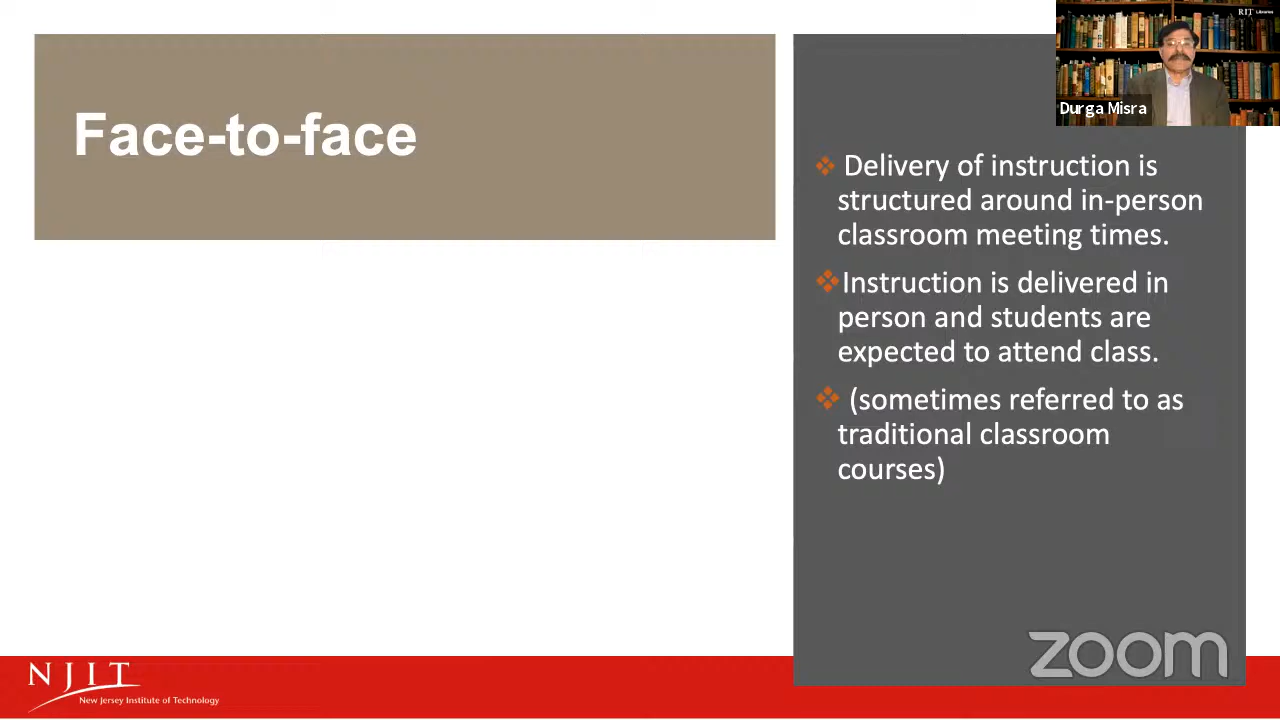 RIT Libraries
Durga Misra
Face-to-face
Delivery of instruction is
structured around in-person
classroom meeting times.
Instruction is delivered in
person and students are
expected to attend class.
(sometimes referred to as
traditional classroom
courses)
zoom
NJIT
New Jersey Institute of Technology